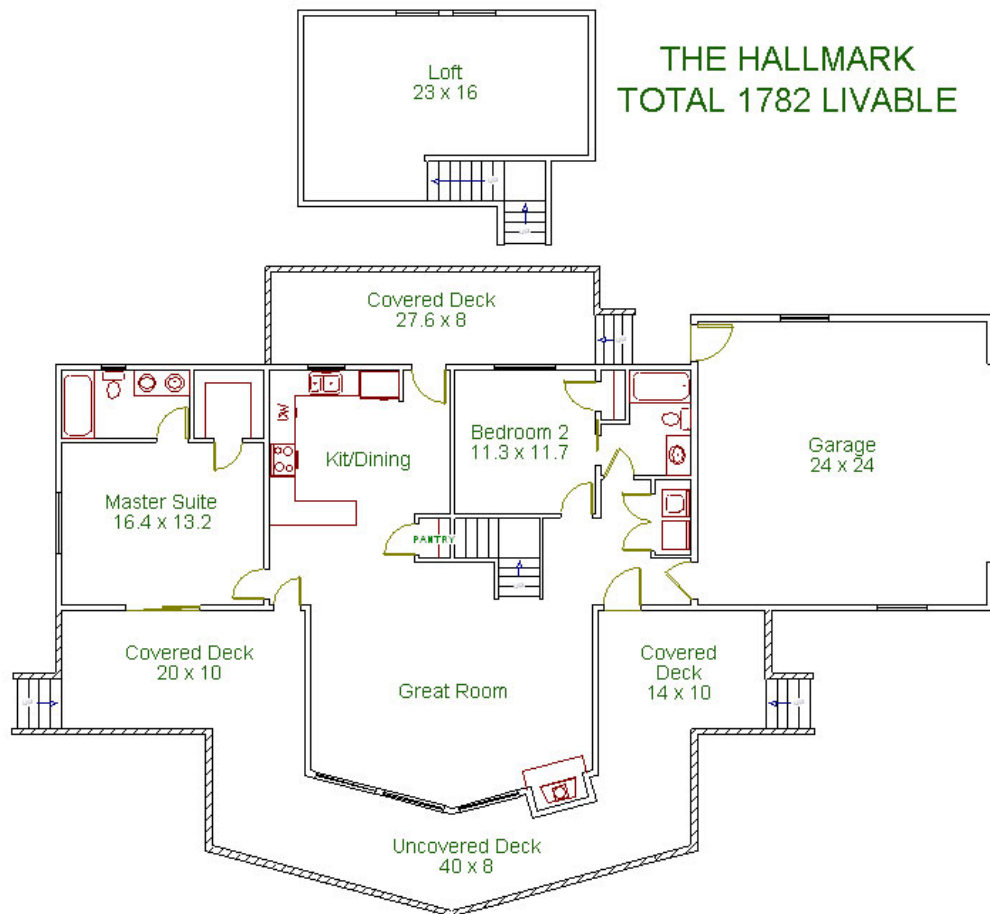 THE HALLMARK
TOTAL 1782 LIVABLE
Loft
23 x 16
Covered Deck
27.6 x 8
DW
Kit/Dining
Bedroom 2
11.3 x 11.7
Garage
24 x 24
Master Suite
16.4 x 13.2
PANTRY
Covered Deck
20 x 10
Great Room
Covered
Deck
14 x 10
Uncovered Deck
40 x 8